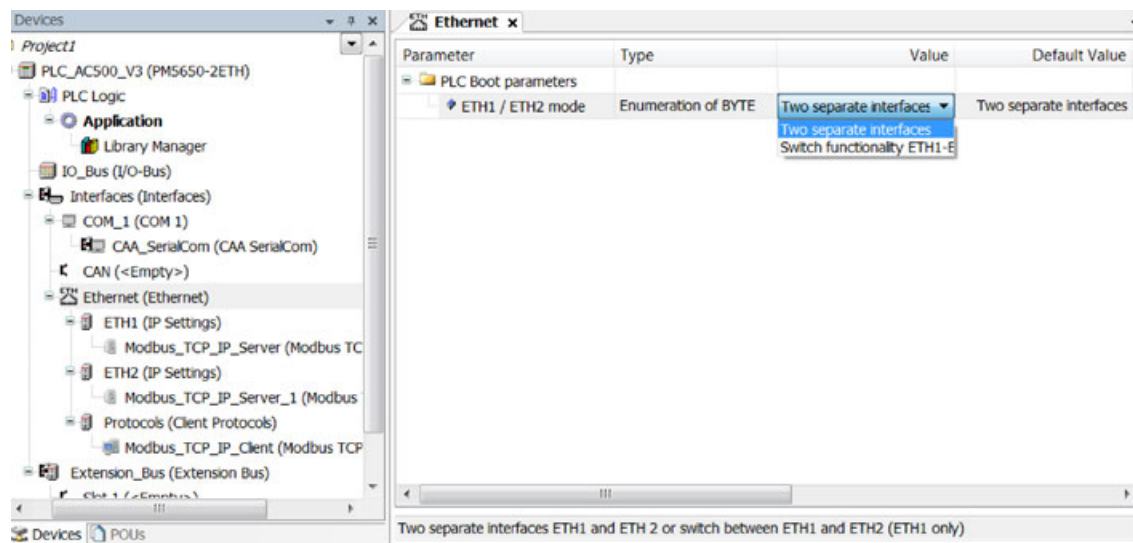 Devices
Project1
PLC_AC500_V3 (PM5650-2ETH)
PLC Logic
Application
Library Manager
IO_Bus (I/O-Bus)
Interfaces (Interfaces)
COM_1 (COM 1)
CAA_SerialCom (CAA SerialCom)
CAN (<Empty>)
Ethernet (Ethernet)
ETH1 (IP Settings)
Modbus_TCP_IP_Server (Modbus TC
ETH2 (IP Settings)
Modbus_TCP_IP_Server_1 (Modbus
Protocols (Client Protocols)
Modbus_TCP_IP_Client (Modbus TCP
Extension_Bus (Extension Bus)
Slot 1 (<Empty>)
Devices POUs
Ethernet x
Parameter Type Value Default Value
PLC Boot parameters
ETH1 / ETH2 mode Enumeration of BYTE Two separate interfaces Two separate interfaces
Two separate interfaces
Switch functionality ETH1-E
Two separate interfaces ETH1 and ETH 2 or switch between ETH1 and ETH2 (ETH1 only)